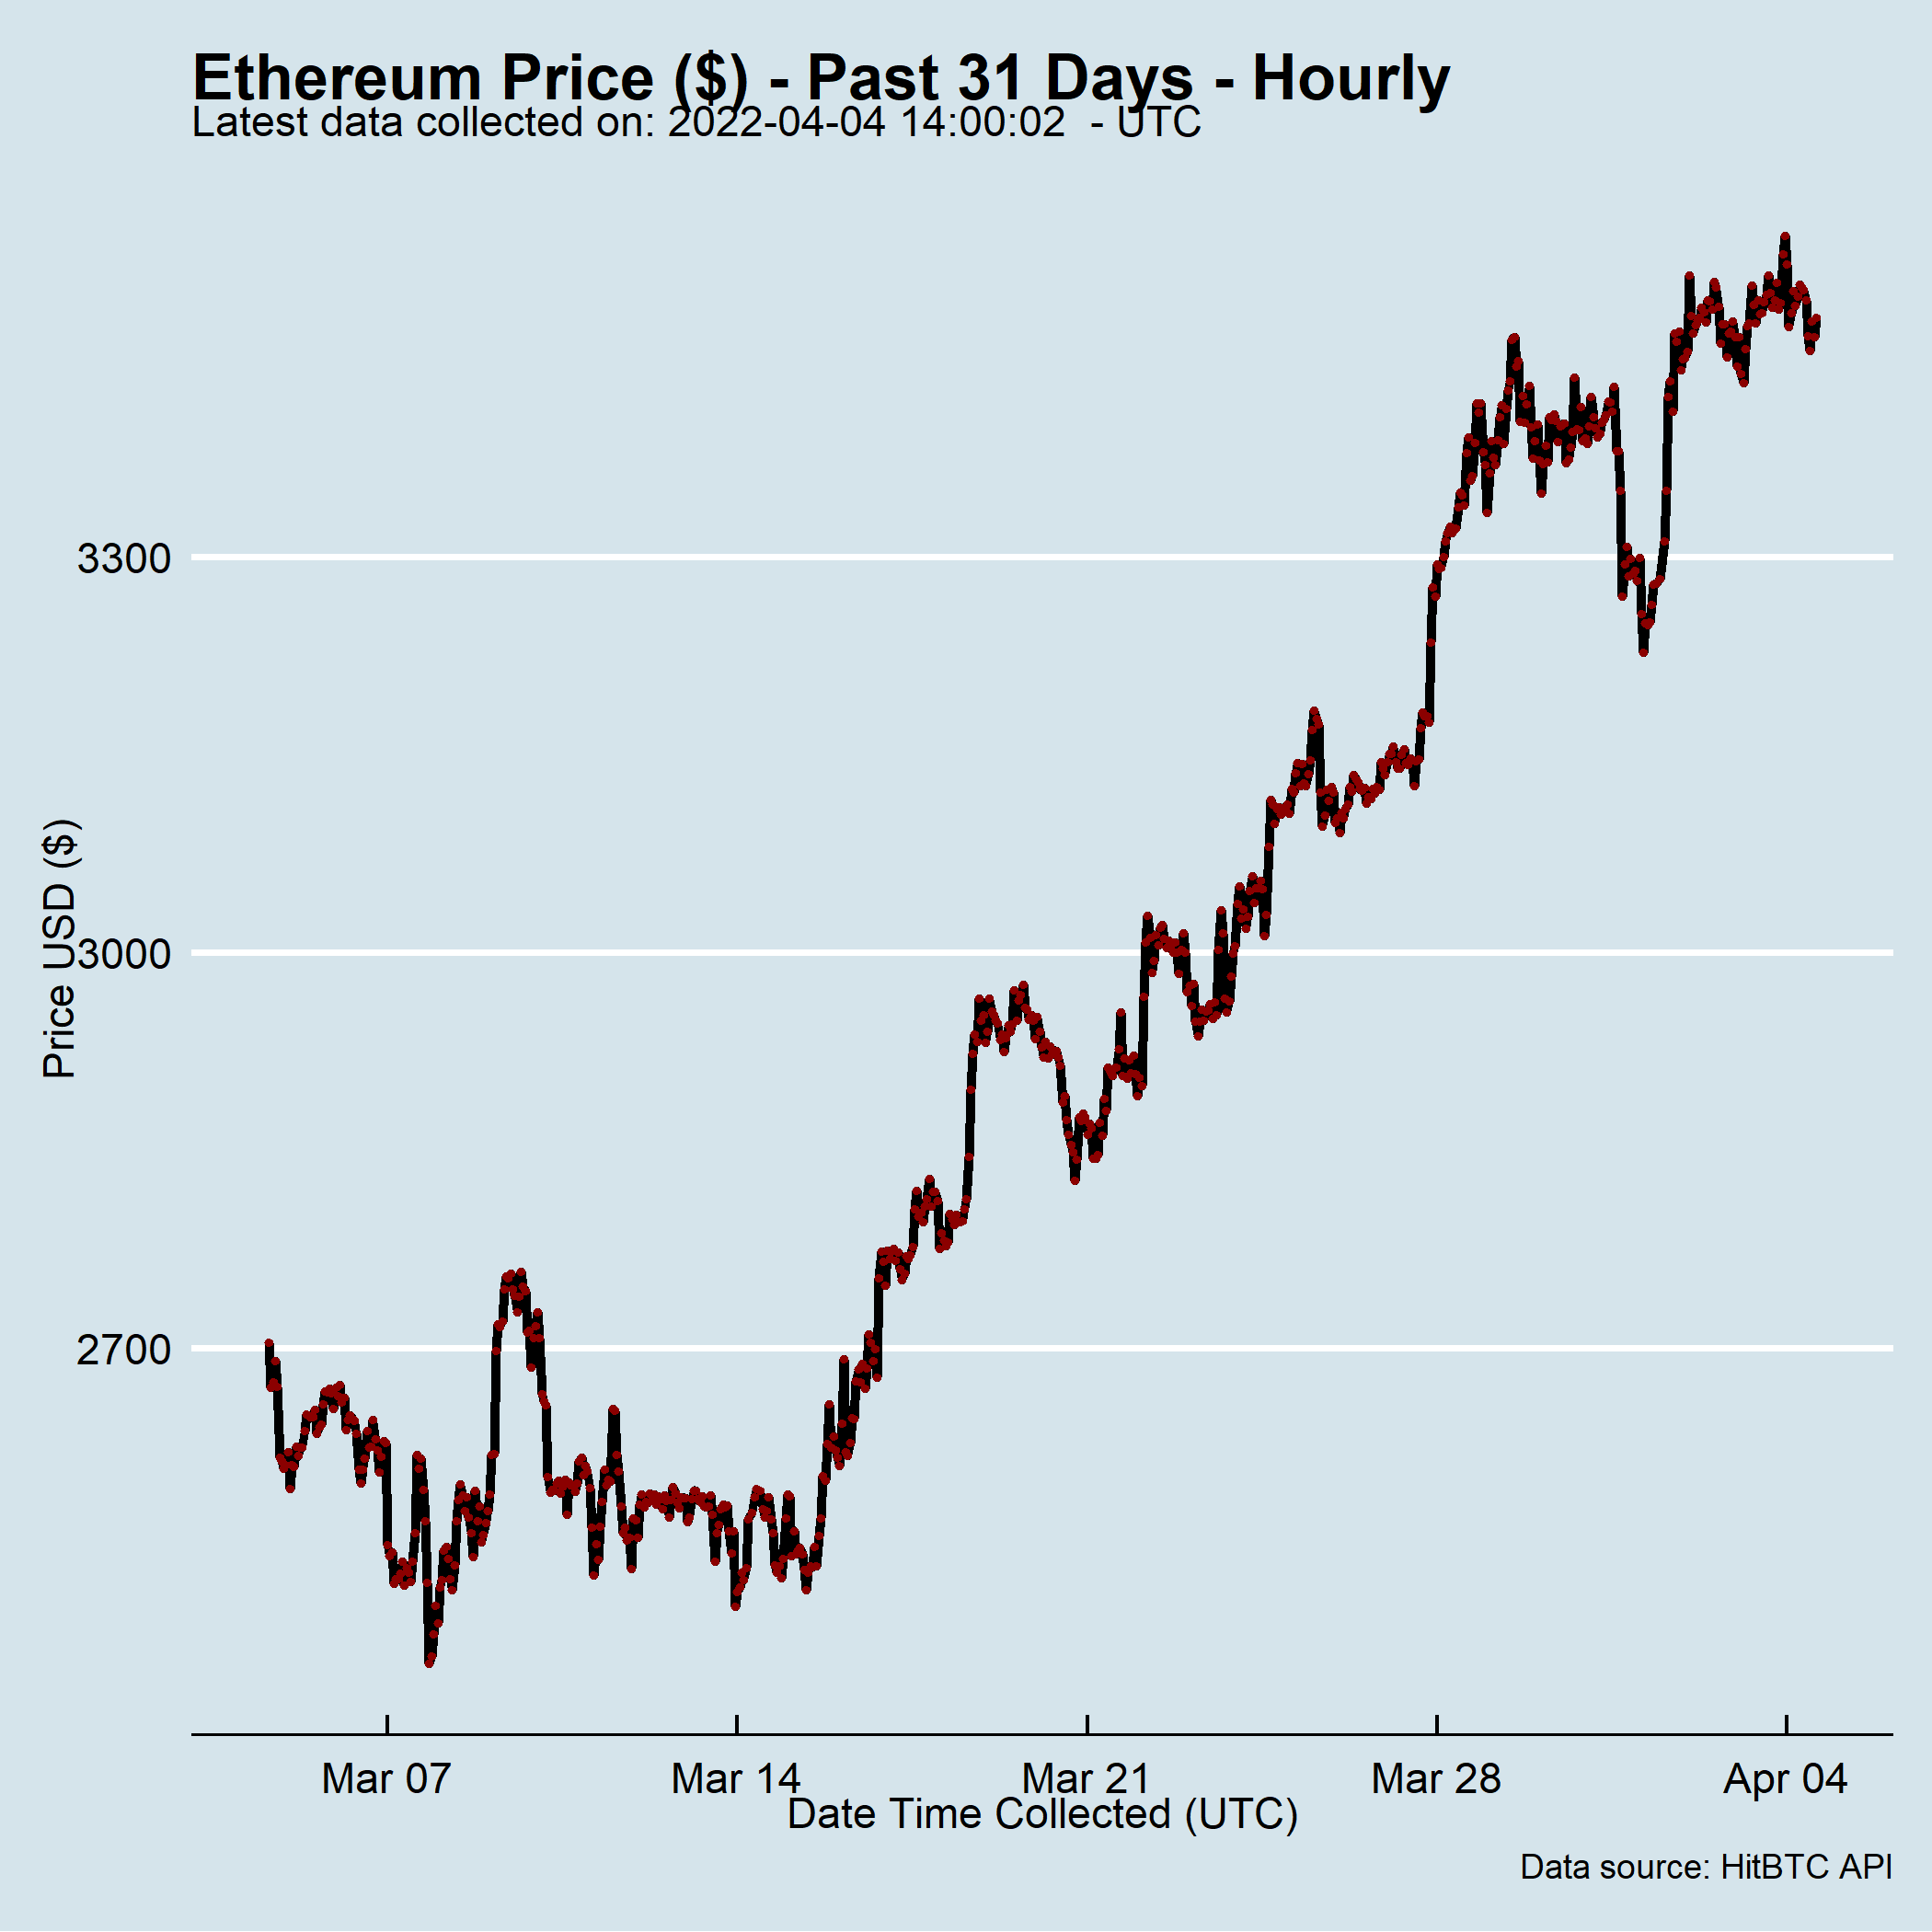 Ethereum Price ($) - Past 31 Days - Hourly
Latest data collected on: 2022-04-04 14:00:02  - UTC
Price USD ($)
3300
3000
2700
Mar 07
Mar 14
Mar 21
Mar 28
Apr 04
Date Time Collected (UTC)
Data source: HitBTC API